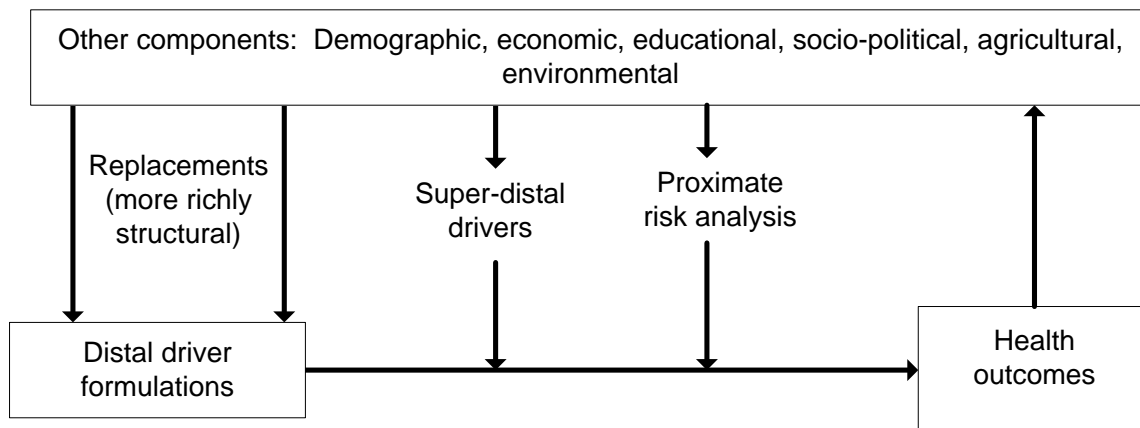 Other components:  Demographic, economic, educational, socio-political, agricultural,
environmental
Replacements
(more richly
structural)
Super-distal
drivers
Proximate
risk analysis
Distal driver
formulations
Health
outcomes